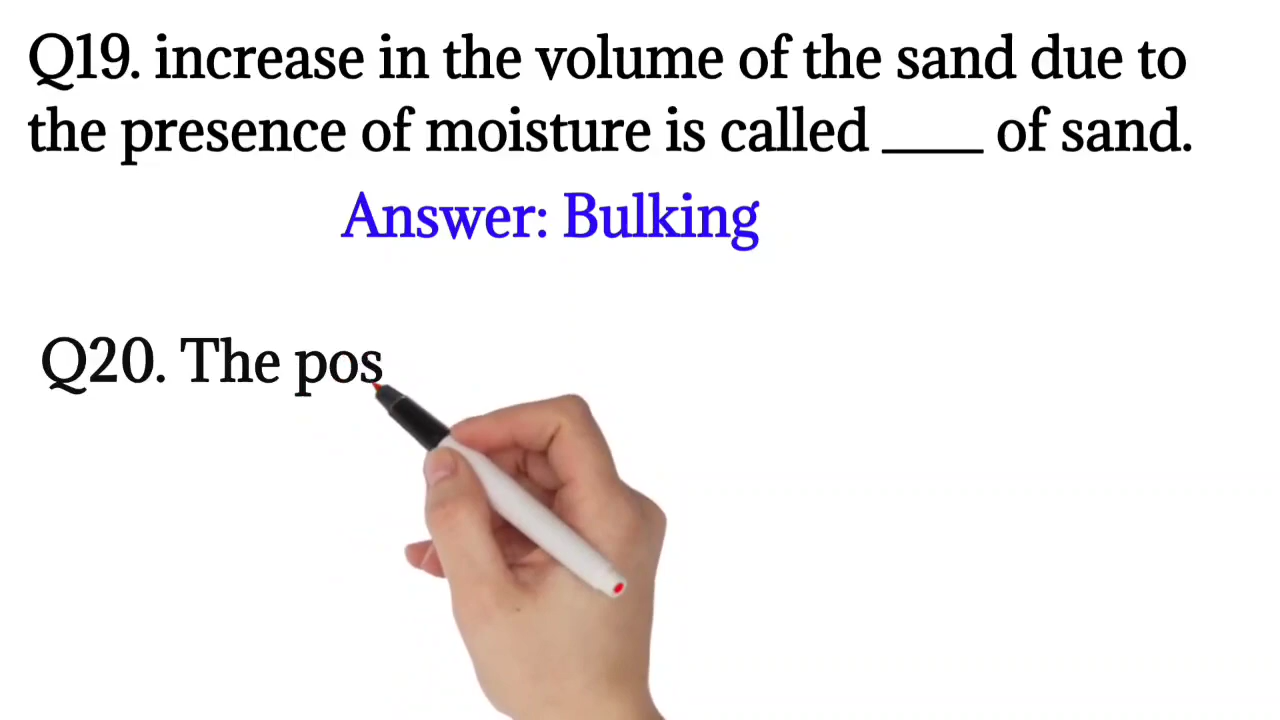 Q19. increase in the volume of the sand due to
the presence of moisture is called ____ of sand.
Answer: Bulking
Q20. The pos